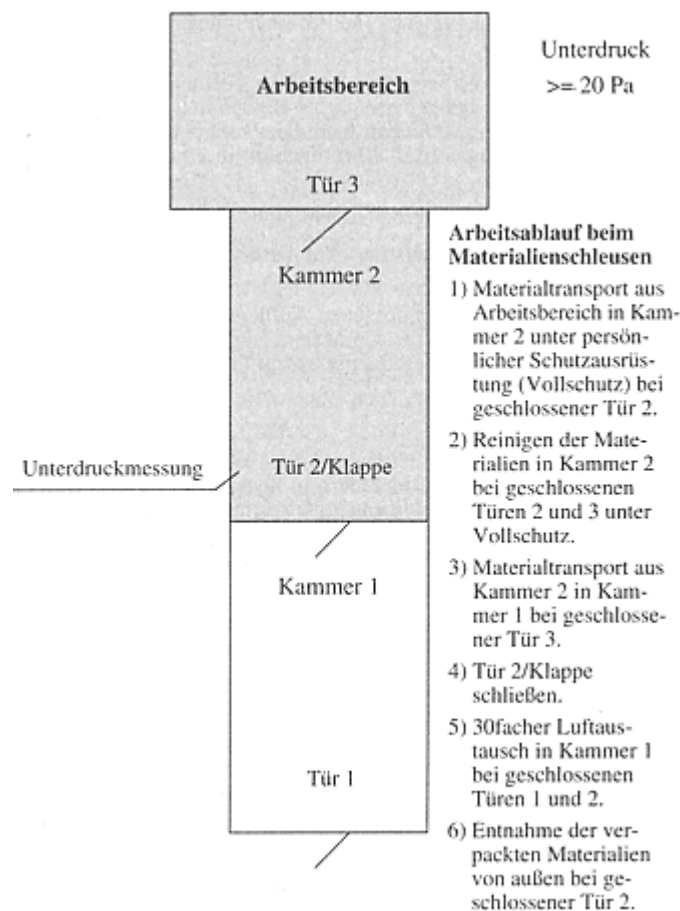 Unterdruck
>= 20 Pa
Arbeitsbereich
Tür 3
Kammer 2
Unterdruckmessung
Tür 2/Klappe
Kammer 1
Tür 1
Arbeitsablauf beim
Materialienschleusen
1) Materialtransport aus
Arbeitsbereich in Kam-
mer 2 unter persön-
licher Schutzausrüs-
tung (Vollschutz) bei
geschlossener Tür 2.
2) Reinigen der Mate-
rialien in Kammer 2
bei geschlossenen
Türen 2 und 3 unter
Vollschutz.
3) Materialtransport aus
Kammer 2 in Kam-
mer 1 bei geschlosse-
ner Tür 3.
4) Tür 2/Klappe
schließen.
5) 30facher Luftaus-
tausch in Kammer 1
bei geschlossenen
Türen 1 und 2.
6) Entnahme der ver-
packten Materialien
von außen bei ge-
schlossener Tür 2.